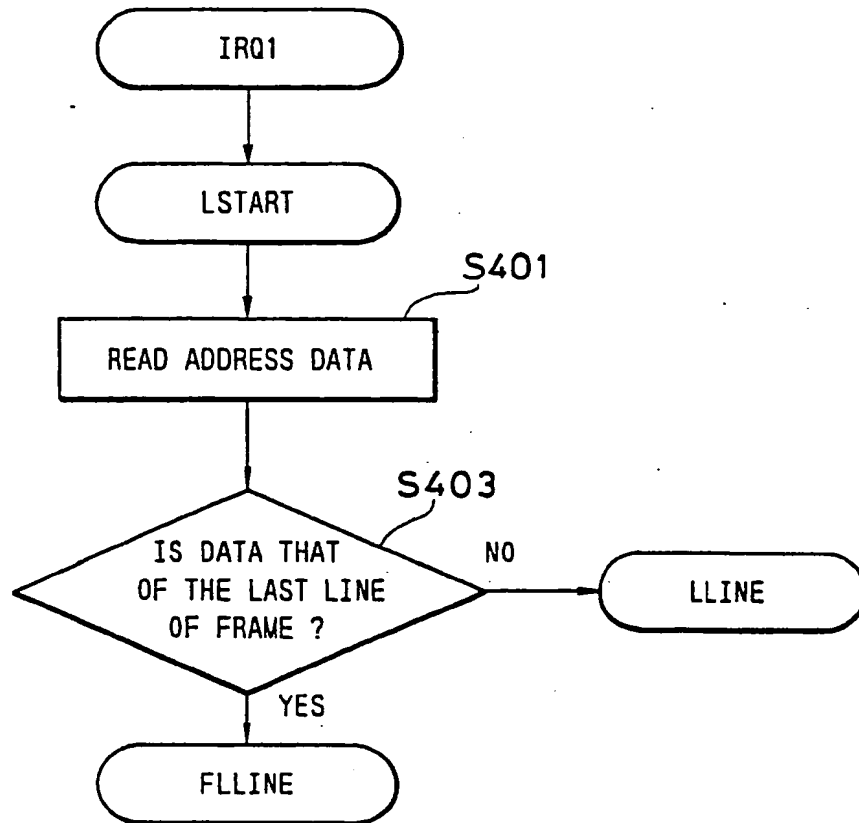 IRQ1
LSTART
S401
READ ADDRESS DATA
S403
IS DATA THAT
OF THE LAST LINE
OF FRAME ?
NO
LLINE
YES
FLLINE